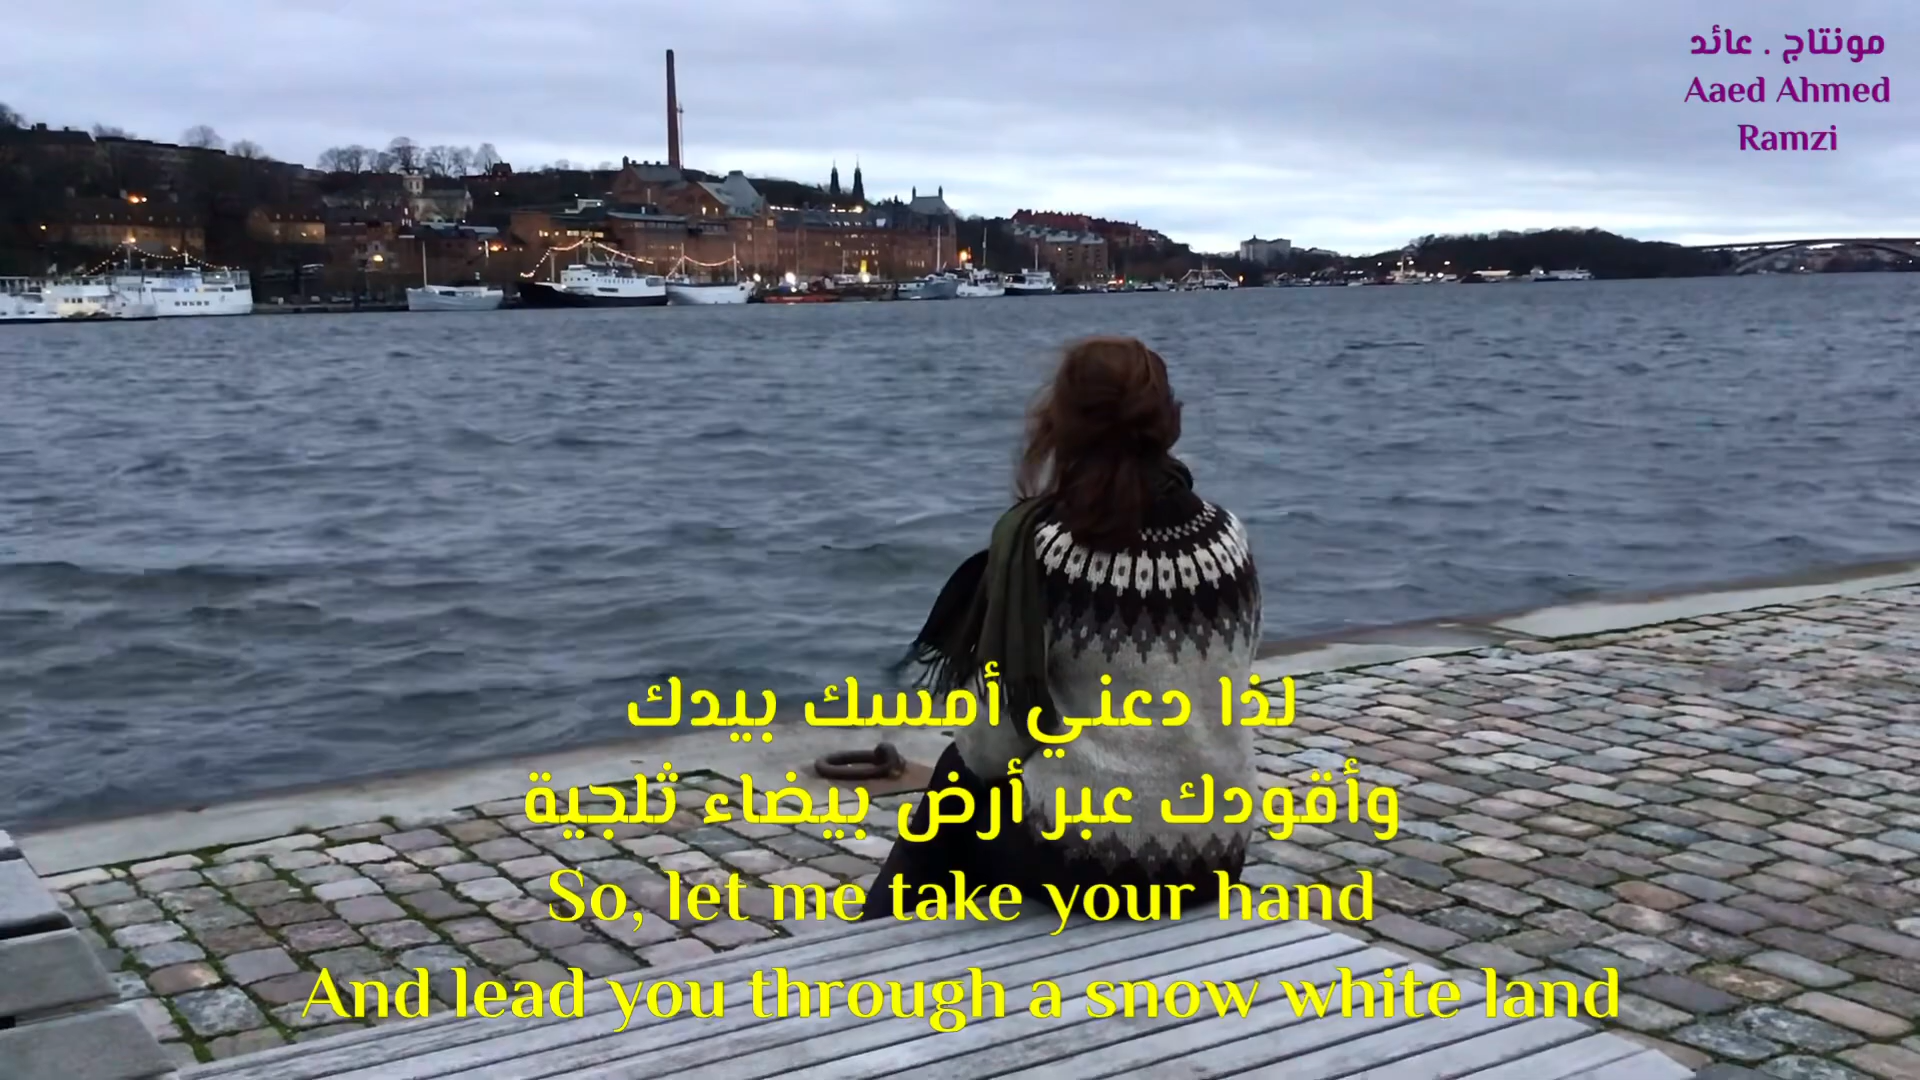 مونتاج . عائد
Aaed Ahmed
Ramzi
لذا دعني أمسك بيدك
وأقودك عبر أرض بيضاء ثلجية
So, let me take your hand
And lead you through a snow white land